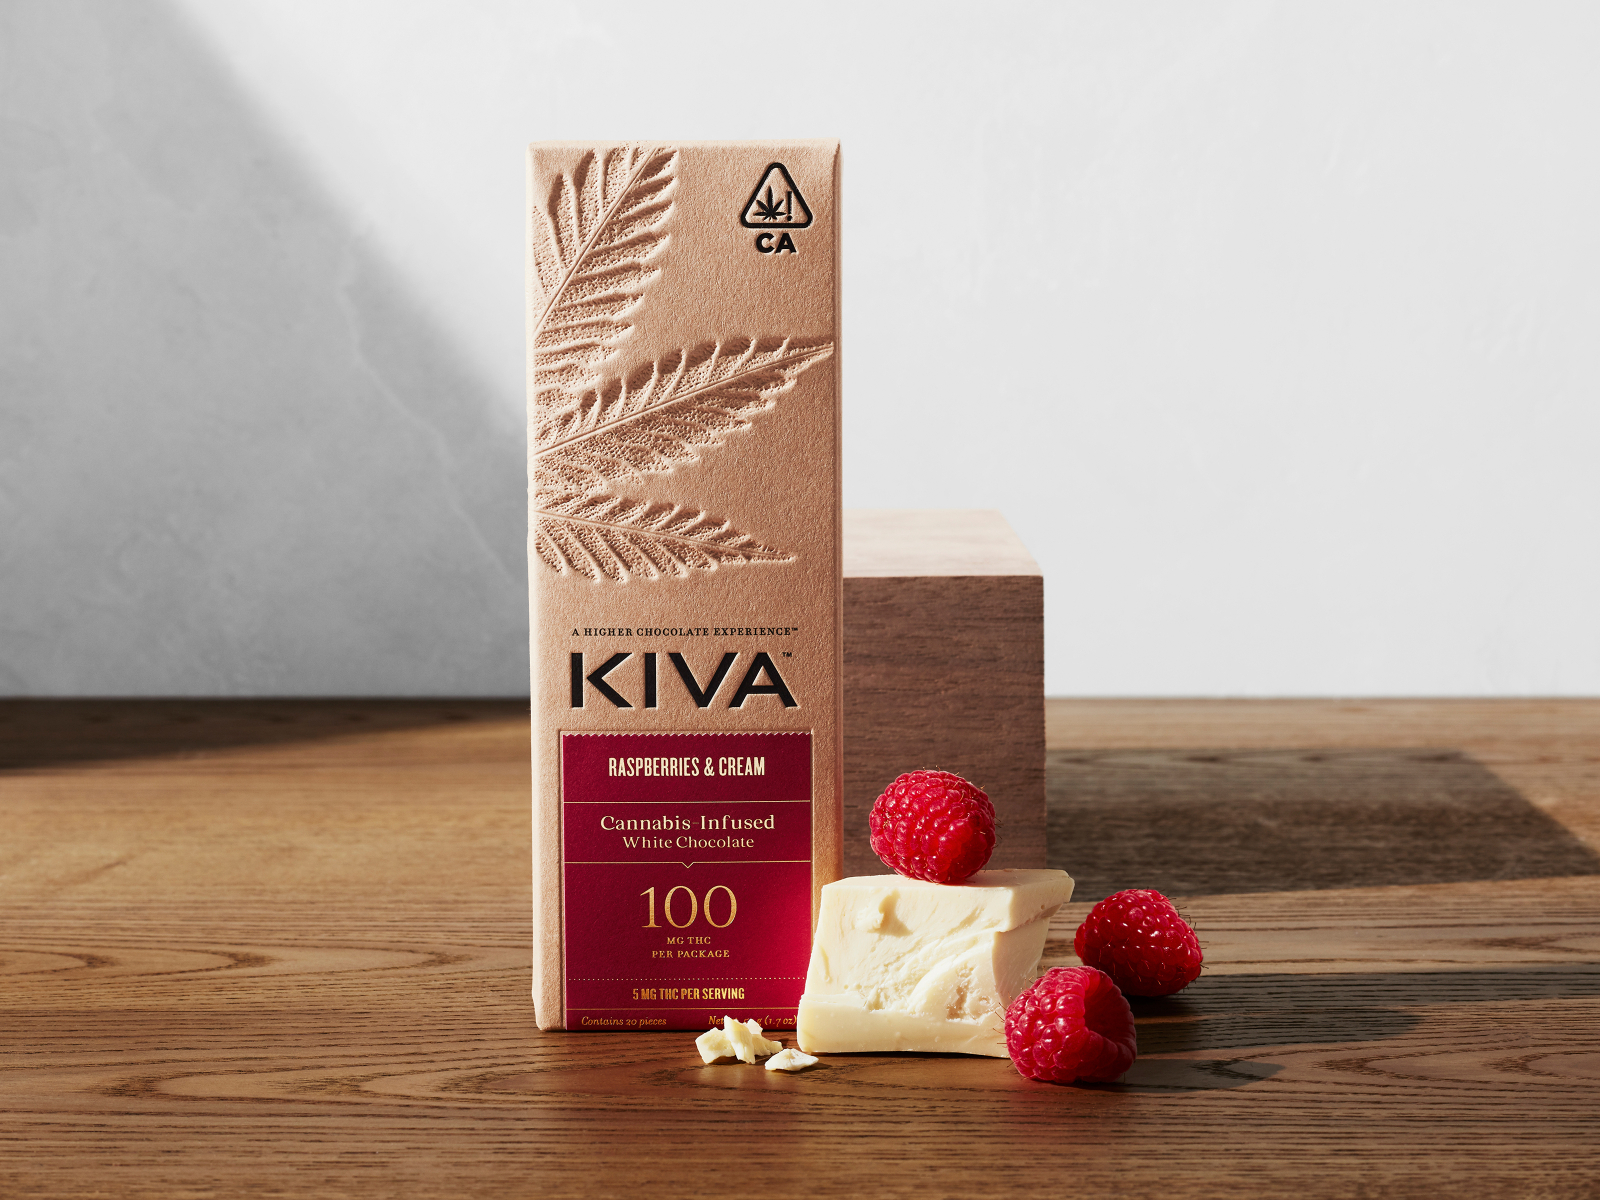 CA
A HIGHER CHOCOLATE EXPERIENCE™
KIVA™
RASPBERRIES & CREAM
Cannabis-Infused
White Chocolate
100
MG THC
PER PACKAGE
5 MG THC PER SERVING
Contains 20 pieces (1.7 oz)